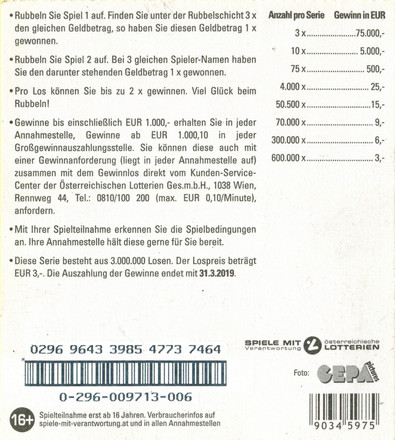 • Rubbeln Sie Spiel 1 auf. Finden Sie unter der Rubbelschicht 3 x
den gleichen Geldbetrag, so haben Sie diesen Geldbetrag 1 x
gewonnen.
• Rubbeln Sie Spiel 2 auf. Bei 3 gleichen Spieler-Namen haben
Sie den darunter stehenden Geldbetrag 1 x gewonnen.
• Pro Los können Sie bis zu 2 x gewinnen. Viel Glück beim
Rubbeln!
• Gewinne bis einschließlich EUR 1.000,- erhalten Sie in jeder
Annahmestelle, Gewinne ab EUR 1.000,10 in jeder
Großgewinnauszahlungsstelle. Sie können diese auch mit
einer Gewinnanforderung (liegt in jeder Annahmestelle auf)
zusammen mit dem Gewinnlos direkt vom Kunden-Service-
Center der Österreichischen Lotterien Ges.m.b.H., 1038 Wien,
Rennweg 44, Tel.: 0810/100 200 (max. EUR 0,10/Minute),
anfordern.
• Mit Ihrer Spielteilnahme erkennen Sie die Spielbedingungen
an. Ihre Annahmestelle hält diese gerne für Sie bereit.
• Diese Serie besteht aus 3.000.000 Losen. Der Lospreis beträgt
EUR 3,-. Die Auszahlung der Gewinne endet mit 31.3.2019.
Anzahl pro Serie Gewinn in EUR
3 x 75.000,-
10 x 5.000,-
75 x 500,-
4.000 x 25,-
50.500 x 15,-
70.000 x 9,-
300.000 x 6,-
600.000 x 3,-
SPIELE MIT
Verantwortung
österreichische
LOTTERIEN
0296 9643 3985 4773 7464
0-296-009713-006
Foto: GEPA pictures
16+
Spielteilnahme erst ab 16 Jahren. Verbraucherinfos auf
spiele-mit-verantwortung.at und in allen Annahmestellen
9034 5975